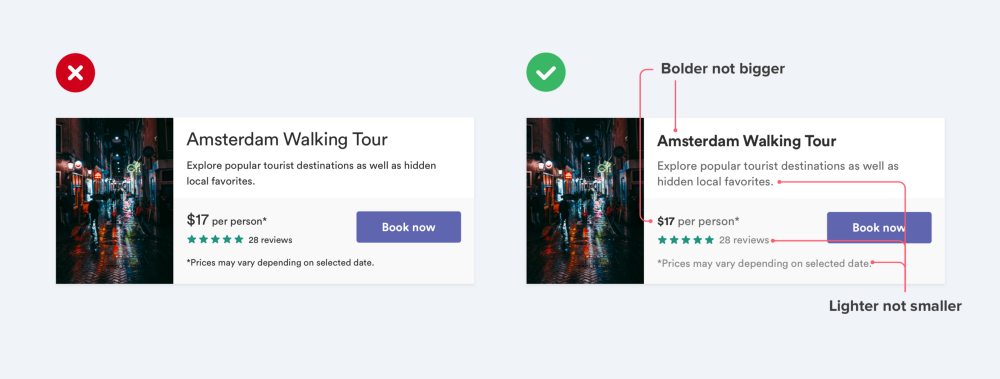 Amsterdam Walking Tour
Explore popular tourist destinations as well as hidden
local favorites.
$17 per person*
Book now
28 reviews
*Prices may vary depending on selected date.
Bolder not bigger
Amsterdam Walking Tour
Explore popular tourist destinations as well as
hidden local favorites.
$17 per person*
Book now
28 reviews
*Prices may vary depending on selected date.
Lighter not smaller